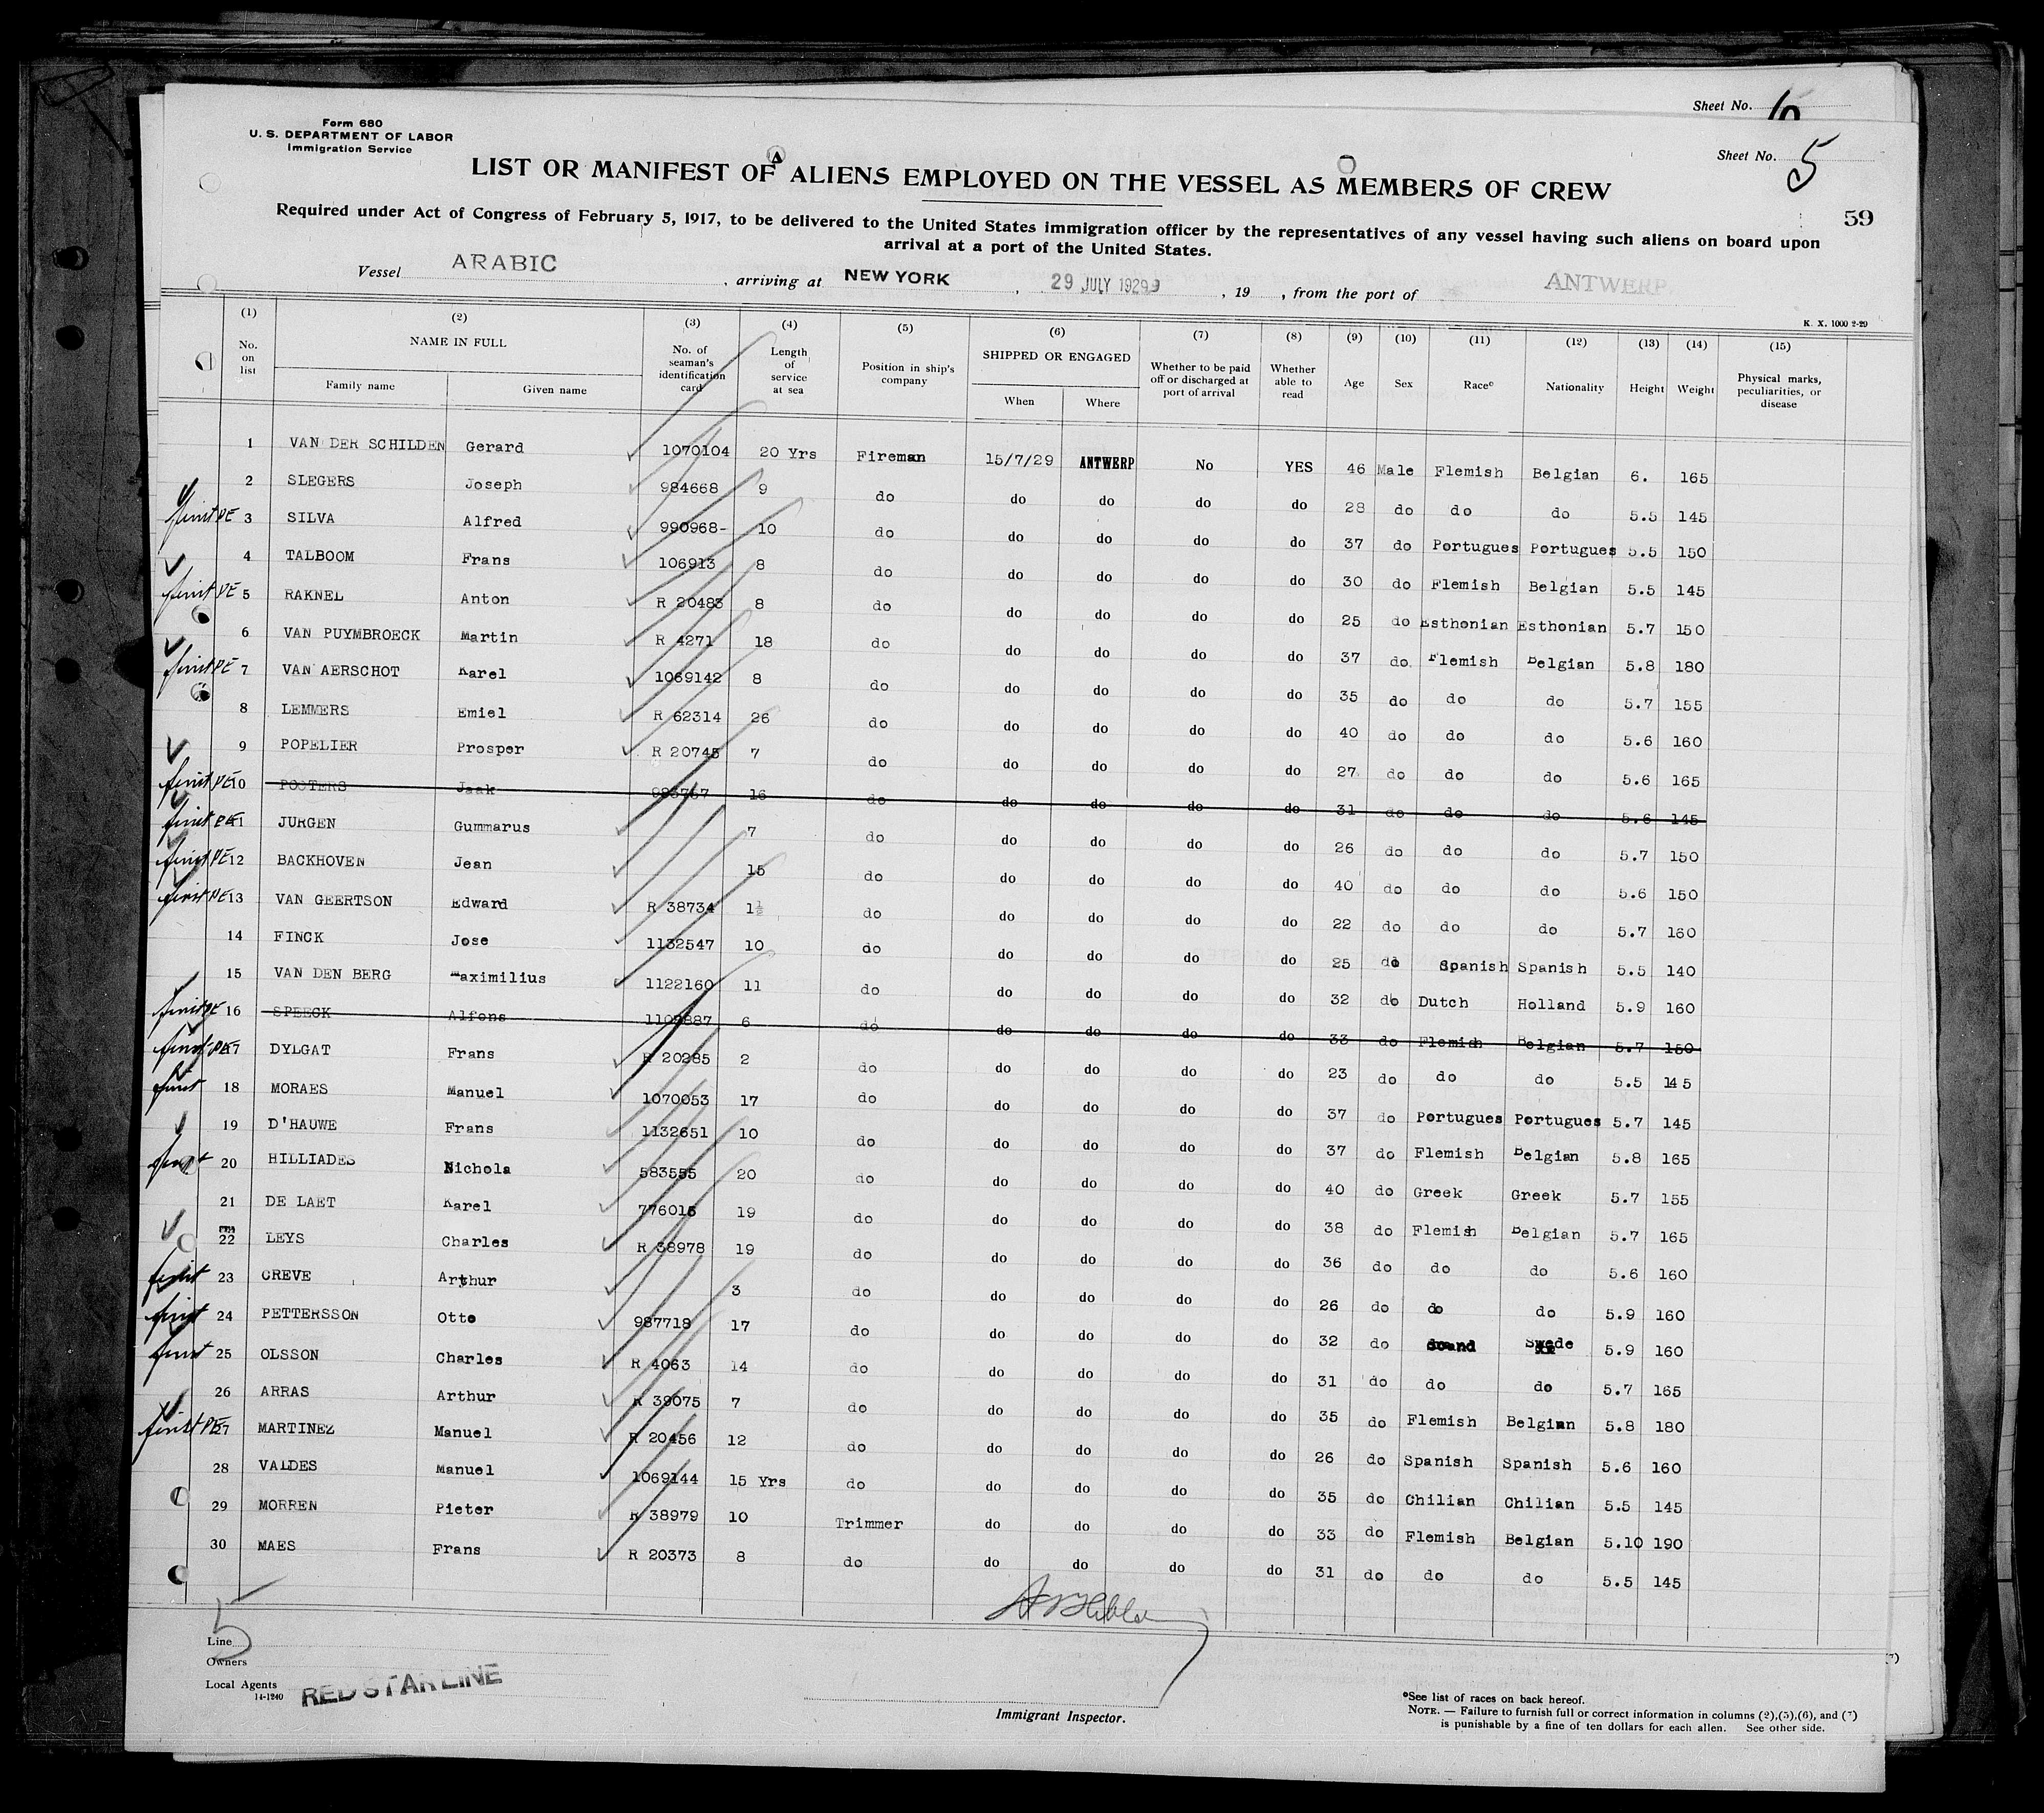 Sheet No. 6
Form 680
U. S. DEPARTMENT OF LABOR
Immigration Service
Sheet No. 5
LIST OR MANIFEST OF ALIENS EMPLOYED ON THE VESSEL AS MEMBERS OF CREW
59
Required under Act of Congress of February 5, 1917, to be delivered to the United States immigration officer by the representatives of any vessel having such aliens on board upon
arrival at a port of the United States.
Vessel ARABIC, arriving at NEW YORK, 29 JULY 1929, 19 , from the port of ANTWERP
K. X. 1000 2-29
(1) (2) (3) (4) (5) (6) (7) (8) (9) (10) (11) (12) (13) (14) (15)
No. on list NAME IN FULL Family name Given name No. of seaman's identification card Length of service at sea Position in ship's company SHIPPED OR ENGAGED When Where Whether to be paid off or discharged at port of arrival Whether able to read Age Sex Race° Nationality Height Weight Physical marks, peculiarities, or disease
1 VAN DER SCHILDEN Gerard 1070104 20 Yrs Fireman 15/7/29 ANTWERP No YES 46 Male Flemish Belgian 6. 165
2 SLEGERS Joseph 984668 9 do do do do do 28 do do do 5.5 145
3 SILVA Alfred 990968- 10 do do do do do 37 do Portugues Portugues 5.5 150
4 TALBOOM Frans 106913 8 do do do do do 30 do Flemish Belgian 5.5 145
5 RAKNEL Anton R 20483 8 do do do do do 25 do Esthonian Esthonian 5.7 150
6 VAN PUYMBROECK Martin R 4271 18 do do do do do 37 do. Flemish Belgian 5.8 180
7 VAN AERSCHOT Karel 1069142 8 do do do do do 35 do do do 5.7 155
8 LEMMERS Emiel R 62314 26 do do do do do 40 do do do 5.6 160
9 POPELIER Prosper R 20745 7 do do do do do 27 do do do 5.6 165
10 POOTERS Jaak 983767 16 do do do do do 31 do do do 5.6 145
11 JURGEN Gummarus 7 do do do do do 26 do do do 5.7 150
12 BACKHOVEN Jean 15 do do do do do 40 do do do 5.6 150
13 VAN GEERTSON Edward R 38734 1½ do do do do do 22 do do do 5.7 160
14 FINCK Jose 1132547 10 do do do do do 25 do Spanish Spanish 5.5 140
15 VAN DEN BERG Maximilius 1122160 11 do do do do do 32 do Dutch Holland 5.9 160
16 SPEECK Alfons 6 do do do do do 33 do Flemish Belgian 5.7 150
17 DYLGAT Frans R 20285 2 do do do do do 23 do do do 5.5 145
18 MORAES Manuel 1070053 17 do do do do do 37 do Portugues Portugues 5.7 145
19 D'HAUWE Frans 1132651 10 do do do do do 37 do Flemish Belgian 5.8 165
20 HILLIADES Nichola 583555 20 do do do do do 40 do Greek Greek 5.7 155
21 DE LAET Karel 776015 19 do do do do do 38 do Flemish Belgian 5.7 165
22 LEYS Charles R 38978 19 do do do do do 36 do do do 5.6 160
23 GREVE Arthur 3 do do do do do 26 do do do 5.9 160
24 PETTERSSON Otto 987718 17 do do do do do 32 do Scand Swede 5.9 160
25 OLSSON Charles R 4063 14 do do do do do 31 do do do 5.7 165
26 ARRAS Arthur R 39075 7 do do do do do 35 do Flemish Belgian 5.8 180
27 MARTINEZ Manuel R 20456 12 do do do do do 26 do Spanish Spanish 5.6 160
28 VALDES Manuel 1069144 15 Yrs do do do do do 35 do Chilian Chilian 5.5 145
29 MORREN Pieter R 38979 10 Trimmer do do do do 33 do Flemish Belgian 5.10 190
30 MAES Frans R 20373 8 do do do do do 31 do do do 5.5 145
5
Line
Owners
Local Agents
14-1240
RED STAR LINE
Immigrant Inspector.
°See list of races on back hereof.
NOTE. — Failure to furnish full or correct information in columns (2),(5),(6), and (7)
is punishable by a fine of ten dollars for each alien. See other side.